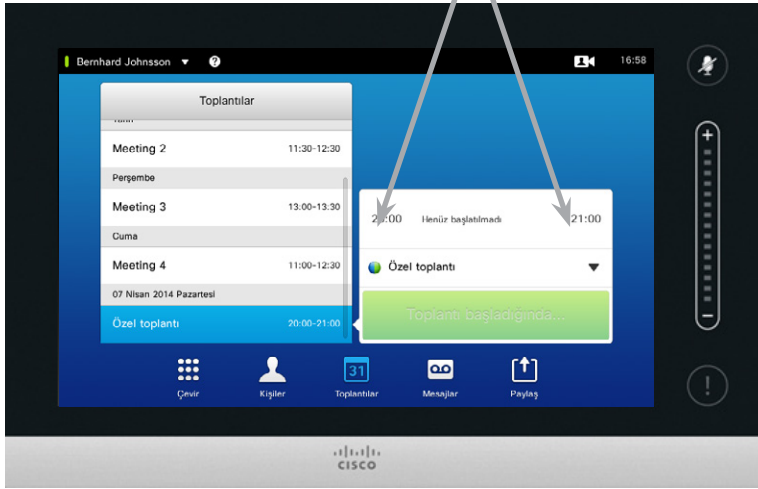 Bernhard Johnsson
?
16:58
Toplantılar
Meeting 2 11:30-12:30
Perşembe
Meeting 3 13:00-13:30
Cuma
Meeting 4 11:00-12:30
07 Nisan 2014 Pazartesi
Özel toplantı 20:00-21:00
Henüz başlatılmadı 21:00
Özel toplantı
Toplantı başladığında...
31
Çevir Kişiler Toplantılar Mesajlar Paylaş
+
-
!
CISCO